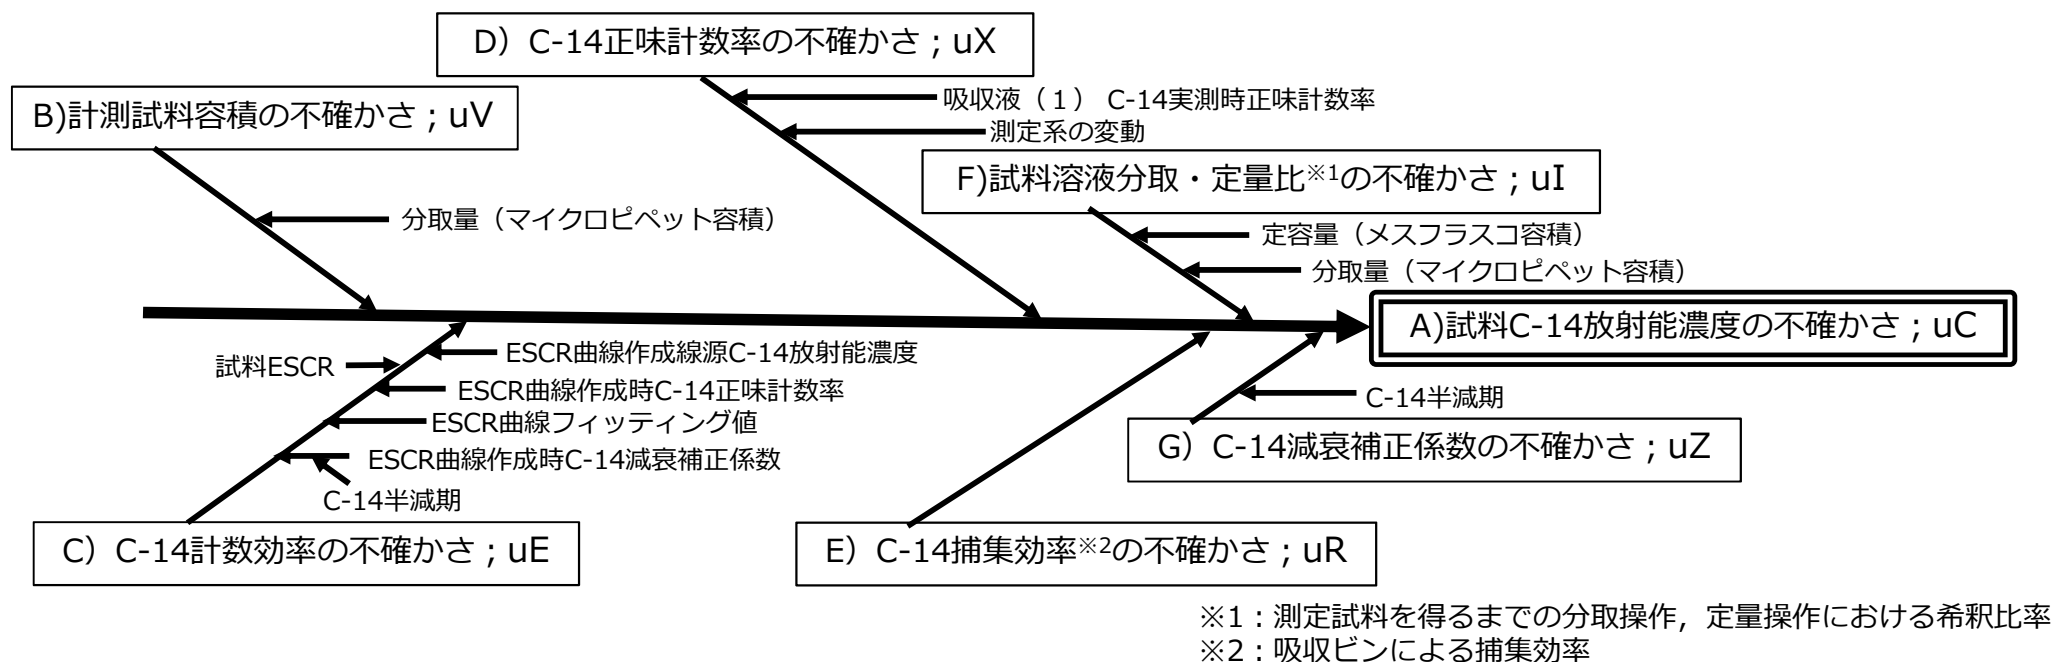 D）C-14正味計数率の不確かさ；uX
吸収液（１） C-14実測時正味計数率
B)計測試料容積の不確かさ；uV
測定系の変動
F)試料溶液分取・定量比※1の不確かさ；uI
分取量（マイクロピペット容積）
定容量（メスフラスコ容積）
分取量（マイクロピペット容積）
A)試料C-14放射能濃度の不確かさ；uC
ESCR曲線作成線源C-14放射能濃度
試料ESCR
ESCR曲線作成時C-14正味計数率
C-14半減期
ESCR曲線フィッティング値
G）C-14減衰補正係数の不確かさ；uZ
ESCR曲線作成時C-14減衰補正係数
C-14半減期
C）C-14計数効率の不確かさ；uE
E）C-14捕集効率※2の不確かさ；uR
※1：測定試料を得るまでの分取操作，定量操作における希釈比率
※2：吸収ビンによる捕集効率